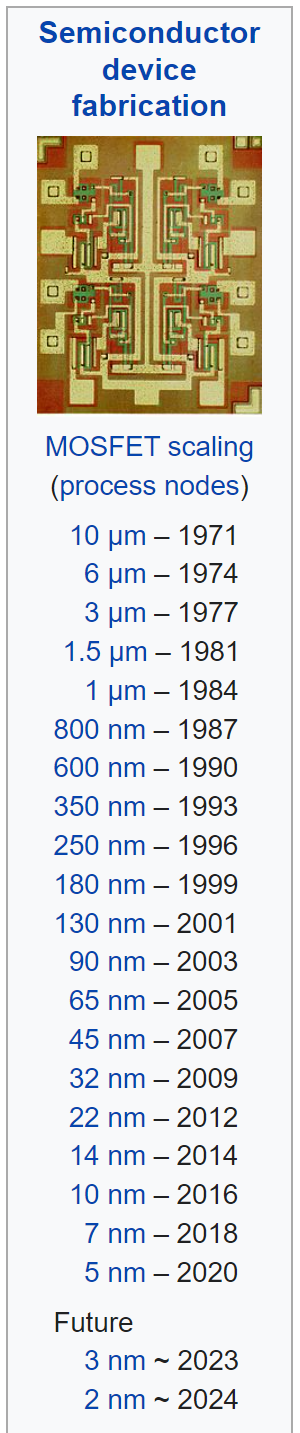 Semiconductor
device
fabrication
MOSFET scaling
(process nodes)
10 μm – 1971
6 μm – 1974
3 μm – 1977
1.5 μm – 1981
1 μm – 1984
800 nm – 1987
600 nm – 1990
350 nm – 1993
250 nm – 1996
180 nm – 1999
130 nm – 2001
90 nm – 2003
65 nm – 2005
45 nm – 2007
32 nm – 2009
22 nm – 2012
14 nm – 2014
10 nm – 2016
7 nm – 2018
5 nm – 2020
Future
3 nm ~ 2023
2 nm ~ 2024